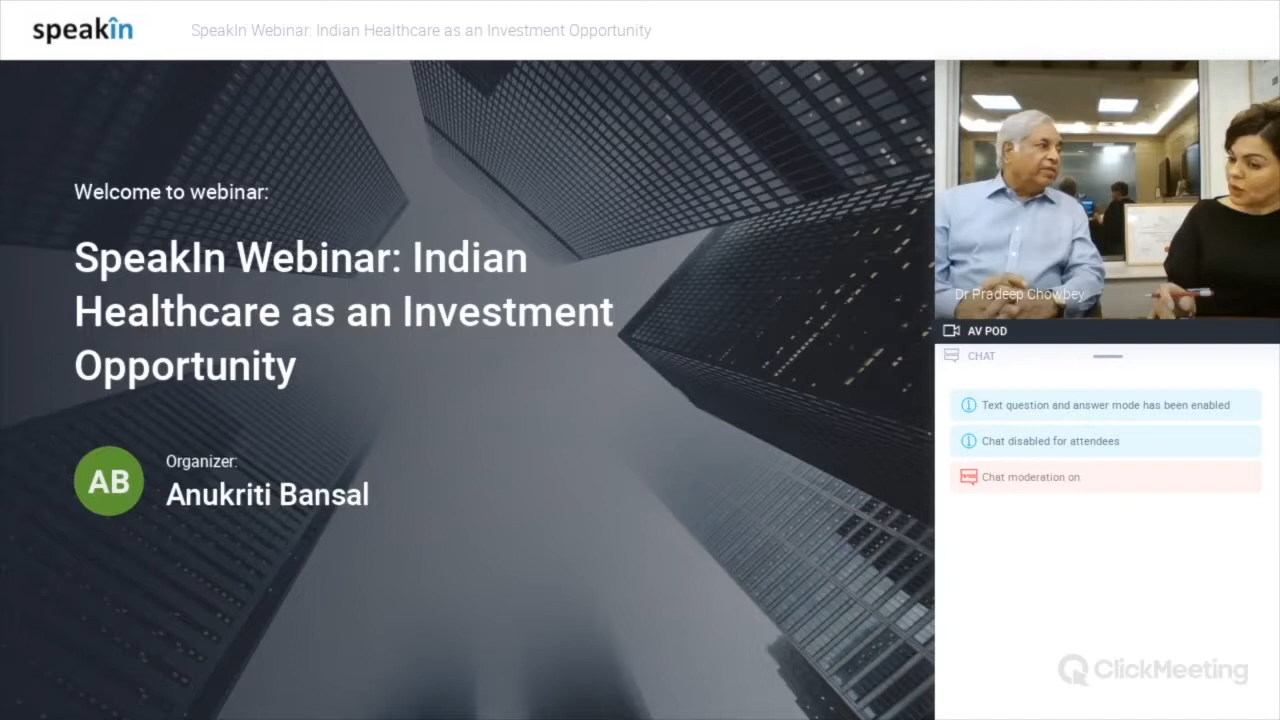 speakîn
SpeakIn Webinar: Indian Healthcare as an Investment Opportunity
Welcome to webinar:
SpeakIn Webinar: Indian
Healthcare as an Investment
Opportunity
AB
Organizer:
Anukriti Bansal
Dr Pradeep Chowbey
AV POD
CHAT
Text question and answer mode has been enabled
Chat disabled for attendees
Chat moderation on
ClickMeeting